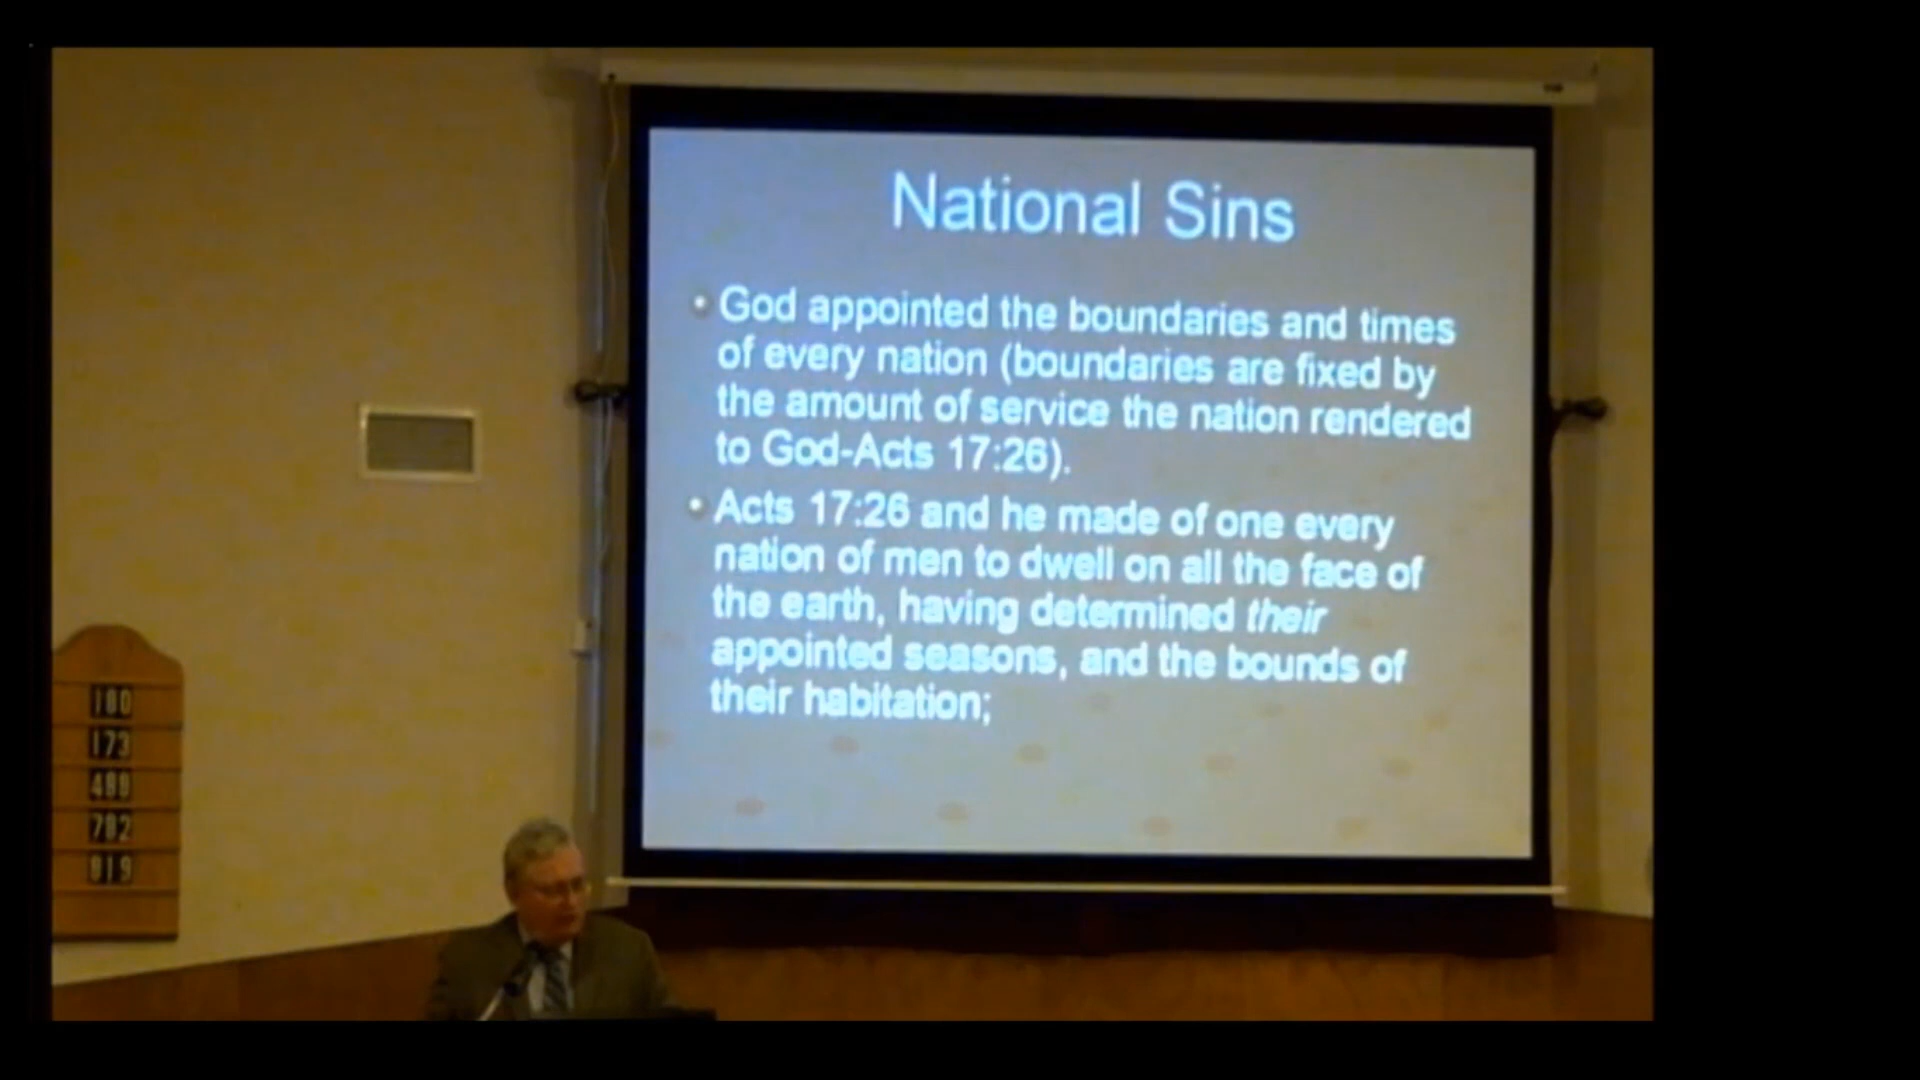 National Sins
• God appointed the boundaries and times
of every nation (boundaries are fixed by
the amount of service the nation rendered
to God-Acts 17:26).
• Acts 17:26 and he made of one every
nation of men to dwell on all the face of
the earth, having determined their
appointed seasons, and the bounds of
their habitation;
180
173
489
782
819